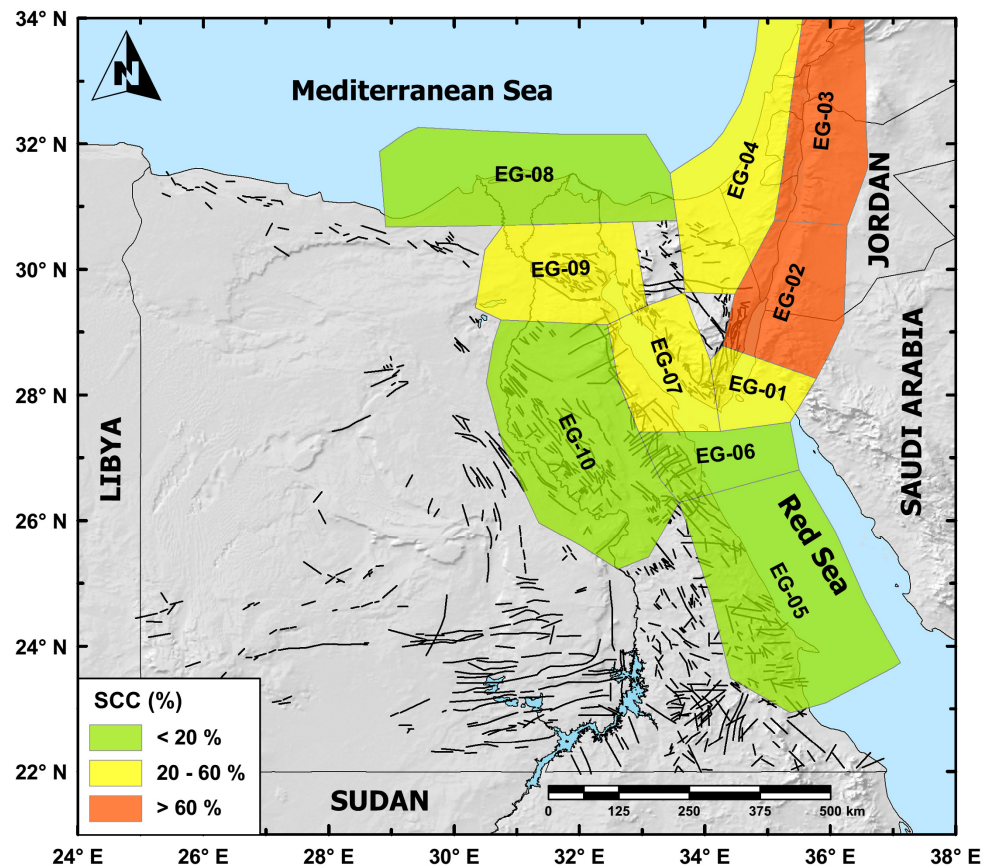 34° N
32° N
30° N
28° N
26° N
24° N
22° N
N
Mediterranean Sea
EG-03
EG-04
EG-08
JORDAN
EG-09
EG-02
EG-07
EG-01
SAUDI ARABIA
LIBYA
EG-10
EG-06
Red Sea
EG-05
SCC (%)
< 20 %
20 - 60 %
> 60 %
SUDAN
0 125 250 375 500 km
24° E 26° E 28° E 30° E 32° E 34° E 36° E 38° E